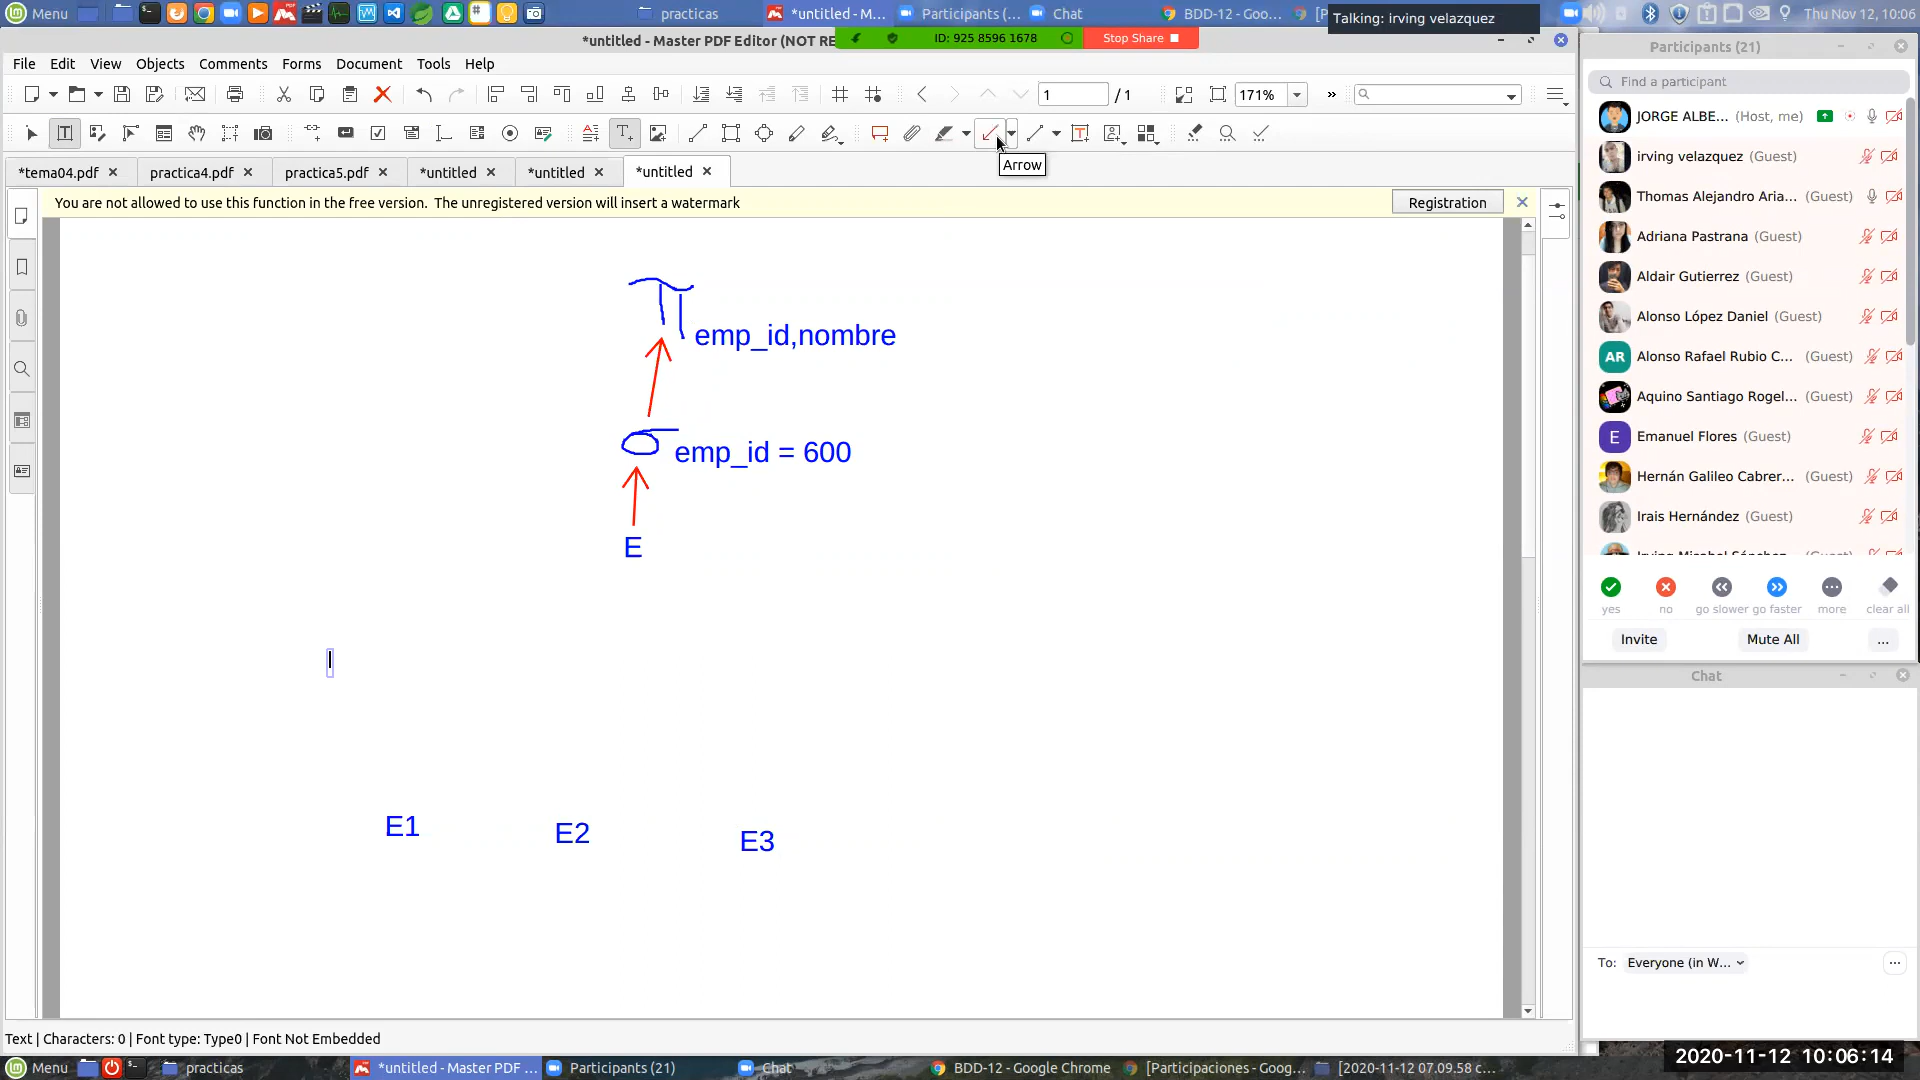 Menu
practicas
*untitled - M...
Participants (...
Chat
BDD-12 - Goo...
Talking: irving velazquez
Thu Nov 12, 10:06
*untitled - Master PDF Editor (NOT RE
ID: 925 8596 1678
Stop Share
File Edit View Objects Comments Forms Document Tools Help
1 / 1
171%
Arrow
*tema04.pdf
practica4.pdf
practica5.pdf
*untitled
*untitled
*untitled
You are not allowed to use this function in the free version. The unregistered version will insert a watermark
Registration
π emp_id,nombre
σ emp_id = 600
E
E1
E2
E3
Text | Characters: 0 | Font type: Type0 | Font Not Embedded
Participants (21)
Find a participant
JORGE ALBE... (Host, me)
irving velazquez (Guest)
Thomas Alejandro Aria... (Guest)
Adriana Pastrana (Guest)
Aldair Gutierrez (Guest)
Alonso López Daniel (Guest)
AR Alonso Rafael Rubio C... (Guest)
Aquino Santiago Rogel... (Guest)
E Emanuel Flores (Guest)
Hernán Galileo Cabrer... (Guest)
Irais Hernández (Guest)
yes no go slower go faster more clear all
Invite Mute All ...
Chat
To: Everyone (in W...
Menu
practicas
*untitled - Master PDF ...
Participants (21)
Chat
BDD-12 - Google Chrome
[Participaciones - Goog...
[2020-11-12 07.09.58 c...
2020-11-12 10:06:14